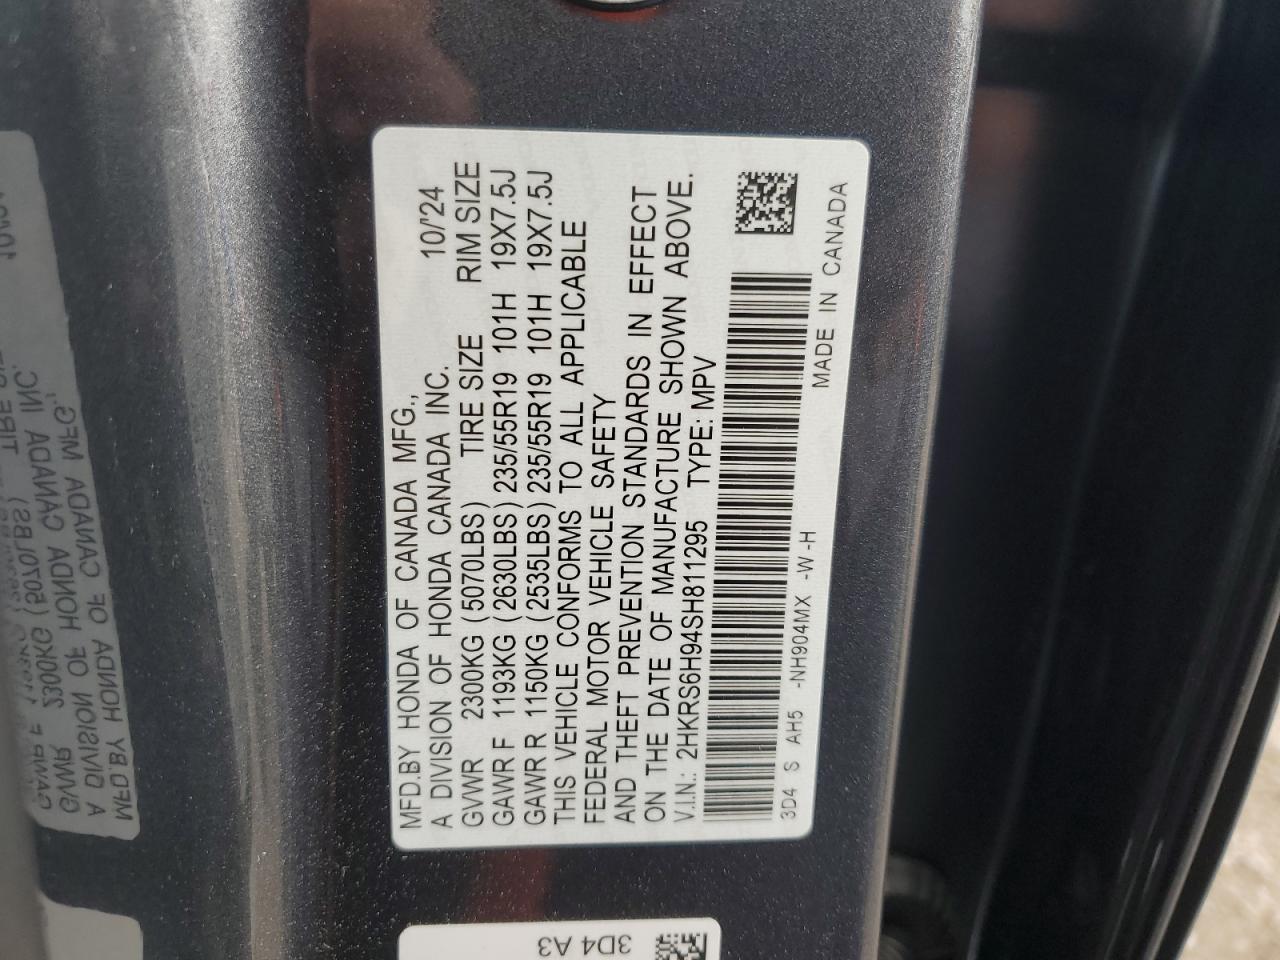 MFD.BY HONDA OF CANADA MFG., 10/'24
A DIVISION OF HONDA CANADA INC.
GVWR 2300KG (5070LBS) TIRE SIZE RIM SIZE
GAWR F 1193KG (2630LBS) 235/55R19 101H 19X7.5J
GAWR R 1150KG (2535LBS) 235/55R19 101H 19X7.5J
THIS VEHICLE CONFORMS TO ALL APPLICABLE
FEDERAL MOTOR VEHICLE SAFETY
AND THEFT PREVENTION STANDARDS IN EFFECT
ON THE DATE OF MANUFACTURE SHOWN ABOVE.
V.I.N.: 2HKRS6H94SH811295 TYPE: MPV
3D4 S AH5 -NH904MX -W-H MADE IN CANADA
3D4 A3